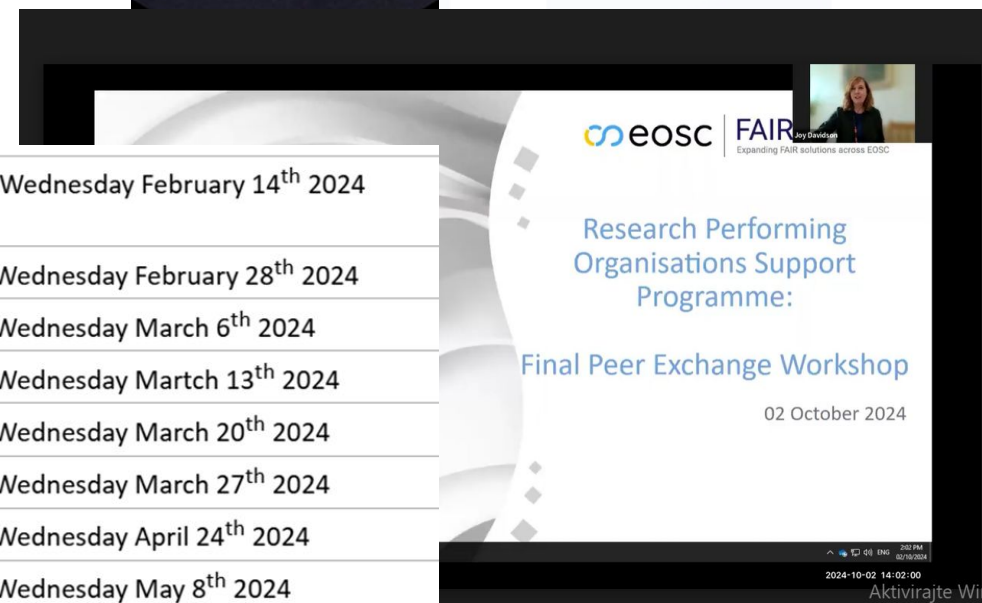 Wednesday February 14th 2024
Wednesday February 28th 2024
Wednesday March 6th 2024
Wednesday Martch 13th 2024
Wednesday March 20th 2024
Wednesday March 27th 2024
Wednesday April 24th 2024
Wednesday May 8th 2024
eosc FAIR
Joy Davidson
Expanding FAIR solutions across EOSC
Research Performing
Organisations Support
Programme:
Final Peer Exchange Workshop
02 October 2024
ENG
2:02 PM
02/10/2024
2024-10-02 14:02:00
Aktivirajte Wi